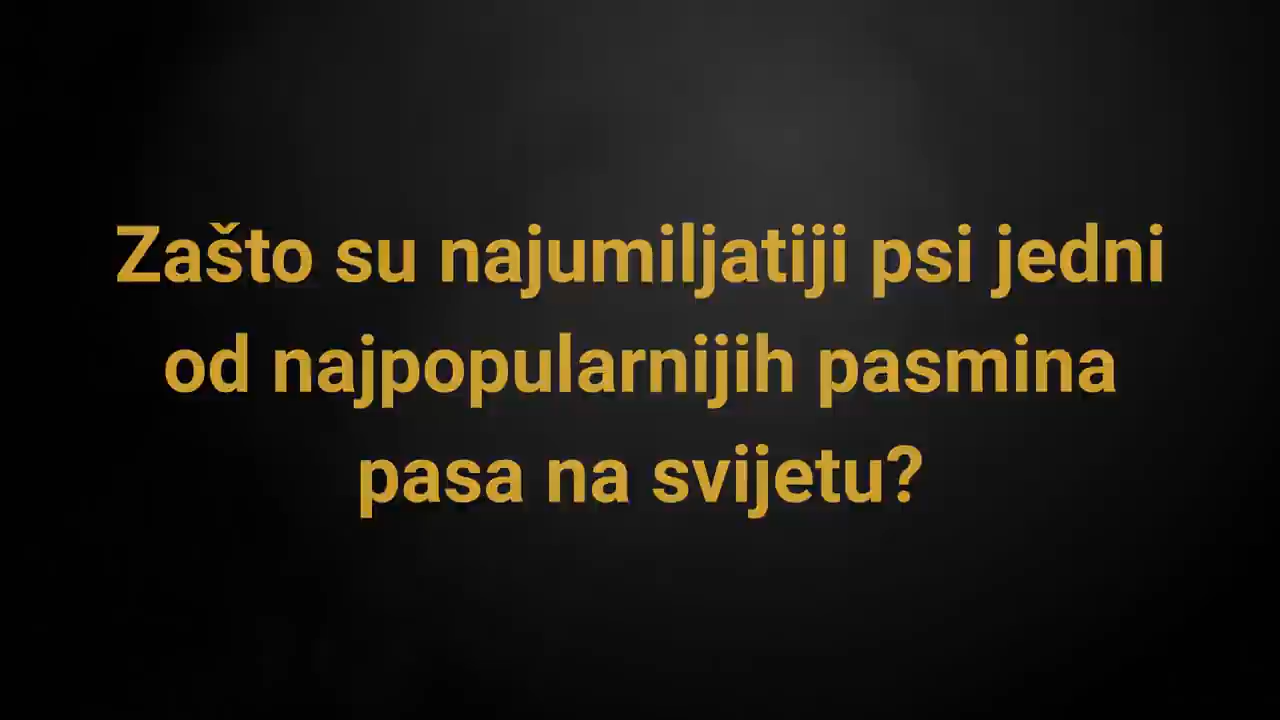 Zašto su najumiljatiji psi jedni
od najpopularnijih pasmina
pasa na svijetu?